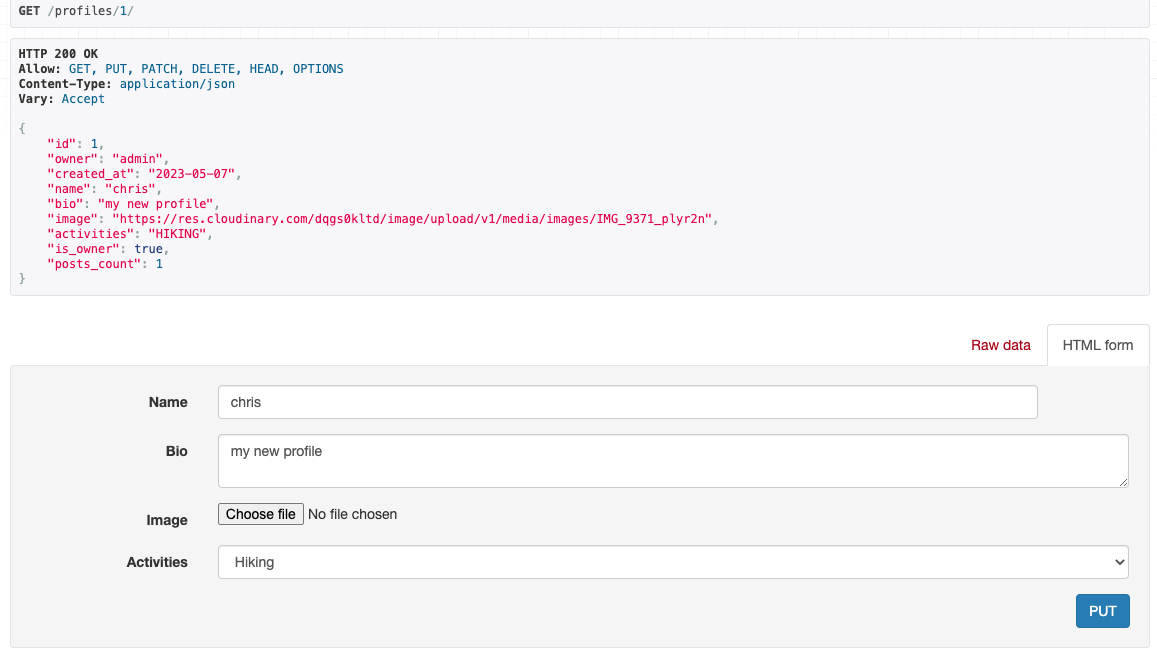 GET /profiles/1/
HTTP 200 OK
Allow: GET, PUT, PATCH, DELETE, HEAD, OPTIONS
Content-Type: application/json
Vary: Accept
{
    "id": 1,
    "owner": "admin",
    "created_at": "2023-05-07",
    "name": "chris",
    "bio": "my new profile",
    "image": "https://res.cloudinary.com/dqgs0kltd/image/upload/v1/media/images/IMG_9371_plyr2n",
    "activities": "HIKING",
    "is_owner": true,
    "posts_count": 1
}
Raw data HTML form
Name chris
Bio my new profile
Image Choose file No file chosen
Activities Hiking
PUT